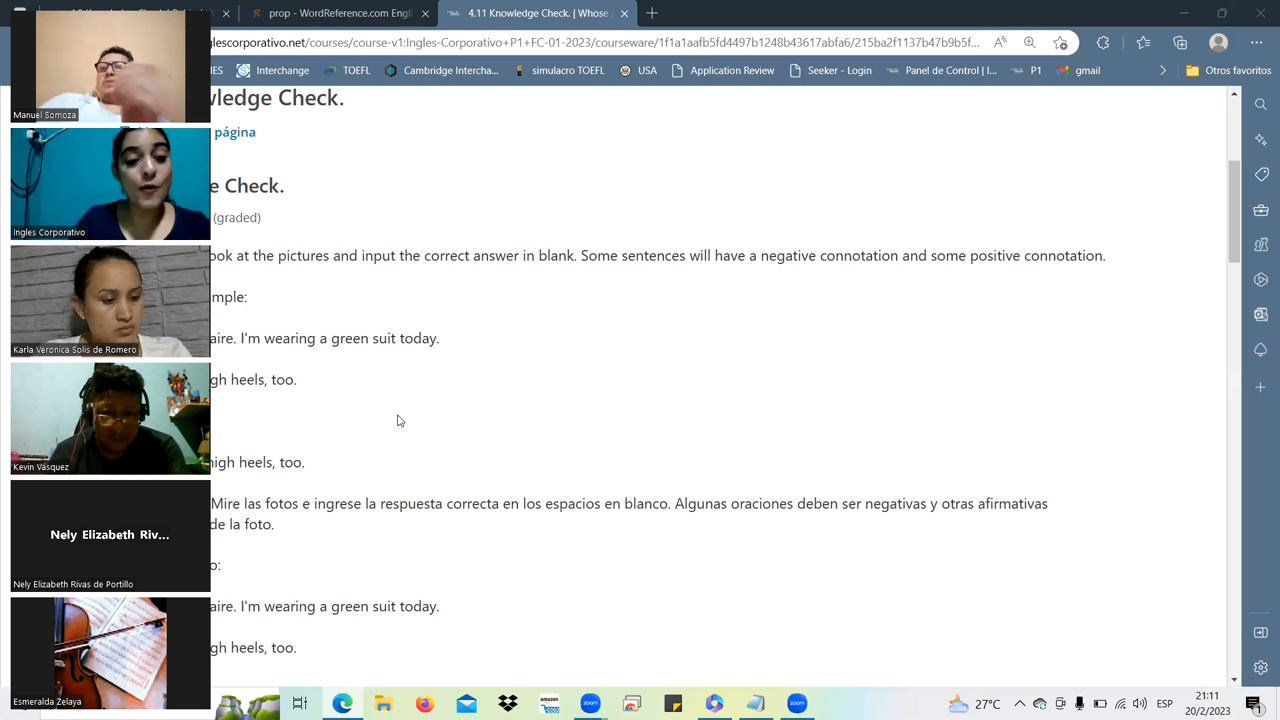 prop - WordReference.com Engl
4.11 Knowledge Check. | Whose
glescorporativo.net/courses/course-v1:Ingles-Corporativo+P1+FC-01-2023/courseware/1f1a1aafb5fd4497b1248b43617abfa6/215ba2f1137b47b9b5f...
ES
Interchange
TOEFL
Cambridge Intercha...
simulacro TOEFL
USA
Application Review
Seeker - Login
Panel de Control | I...
P1
gmail
Otros favoritos
wledge Check.
página
e Check.
(graded)
ook at the pictures and input the correct answer in blank. Some sentences will have a negative connotation and some positive connotation.
mple:
aire. I'm wearing a green suit today.
gh heels, too.
high heels, too.
Mire las fotos e ingrese la respuesta correcta en los espacios en blanco. Algunas oraciones deben ser negativas y otras afirmativas
de la foto.
o:
aire. I'm wearing a green suit today.
gh heels, too.
Manuel Somoza
Ingles Corporativo
Karla Veronica Solis de Romero
Kevin Vásquez
Nely Elizabeth Riv...
Nely Elizabeth Rivas de Portillo
Esmeralda Zelaya
amazon
zoom
zoom
27°C
ESP
21:11
20/2/2023
1